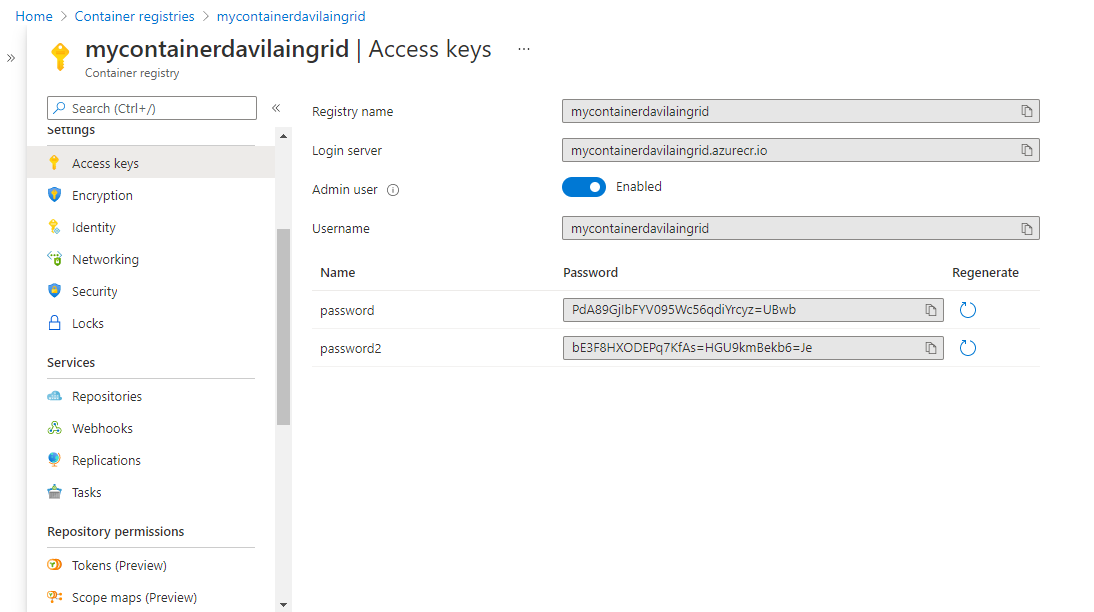 Home > Container registries > mycontainerdavilaingrid
mycontainerdavilaingrid | Access keys ...
Container registry
Search (Ctrl+/)
Settings
Access keys
Encryption
Identity
Networking
Security
Locks
Services
Repositories
Webhooks
Replications
Tasks
Repository permissions
Tokens (Preview)
Scope maps (Preview)
Registry name mycontainerdavilaingrid
Login server mycontainerdavilaingrid.azurecr.io
Admin user Enabled
Username mycontainerdavilaingrid
Name Password Regenerate
password PdA89GjIbFYV095Wc56qdiYrcyz=UBwb
password2 bE3F8HXODEPq7KfAs=HGU9kmBekb6=Je